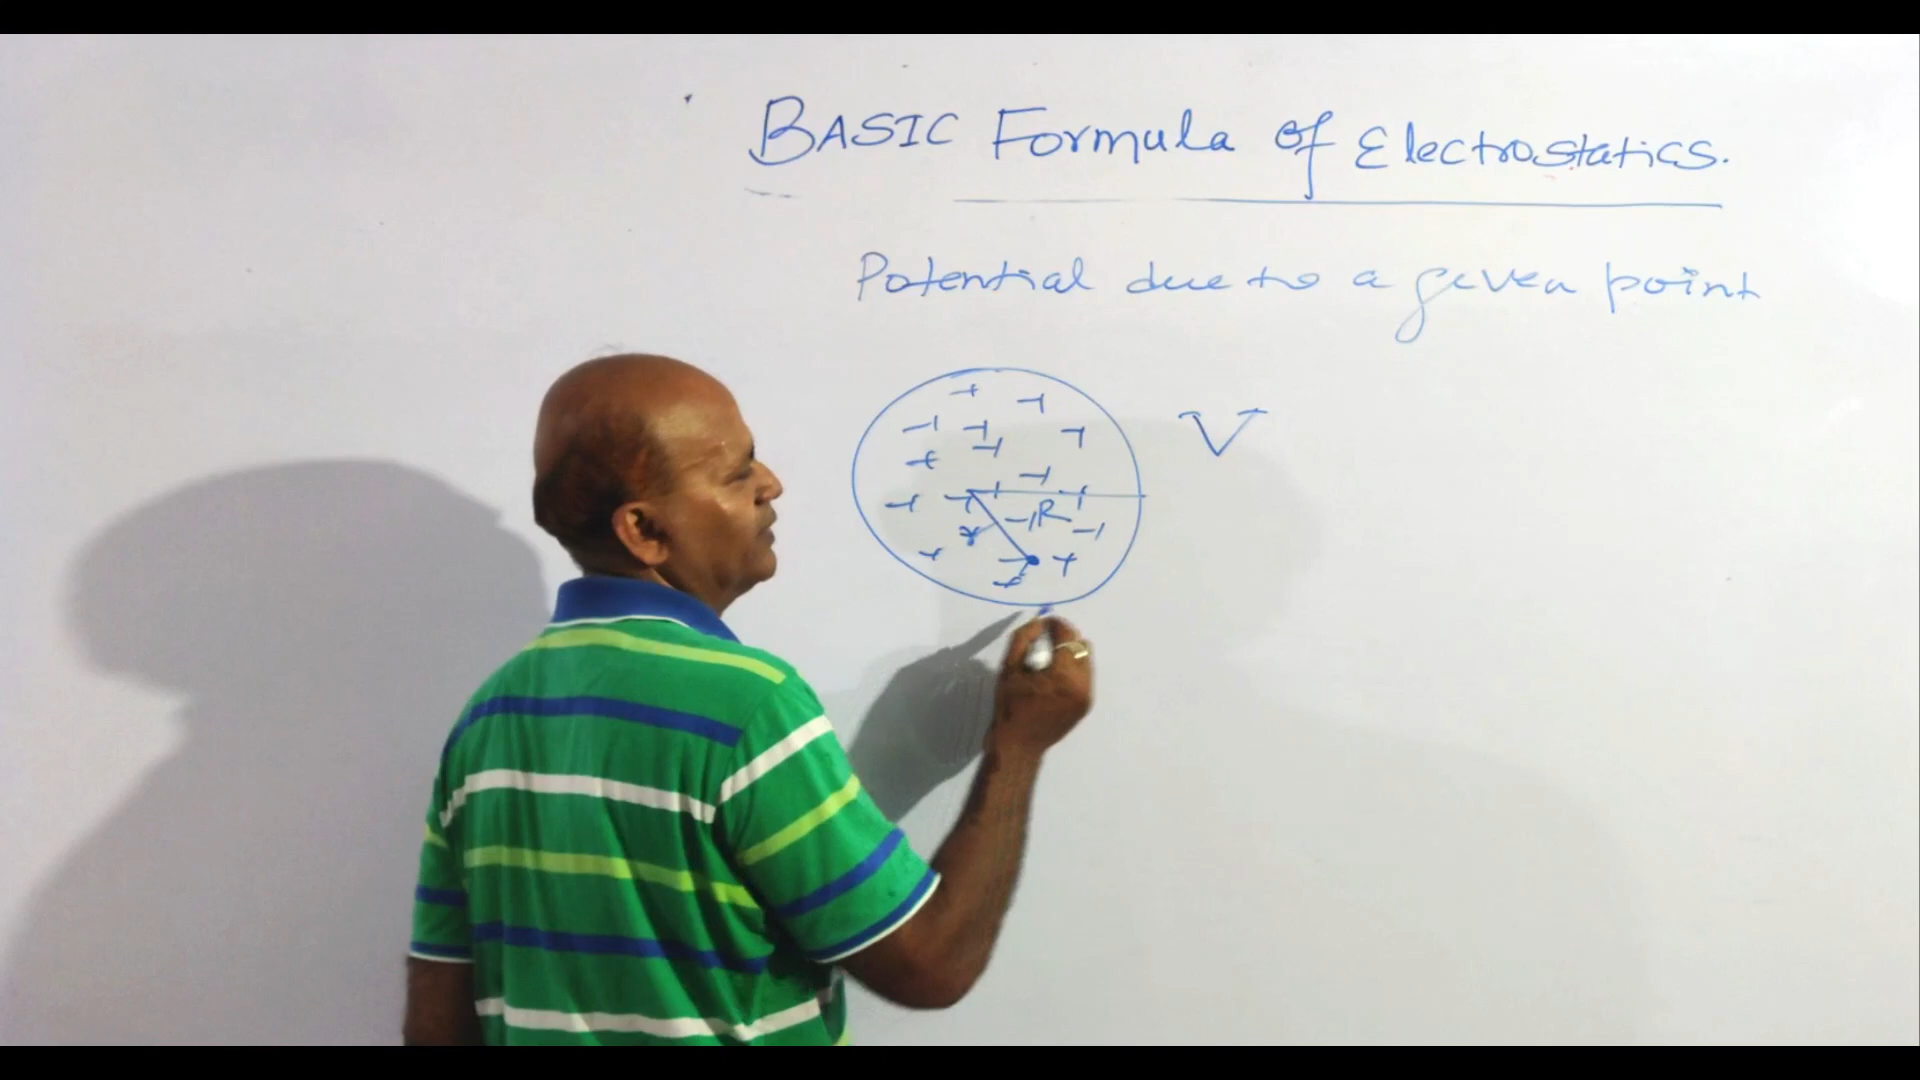 BASIC Formula of Electrostatics.
Potential due to a given point
V
R
r